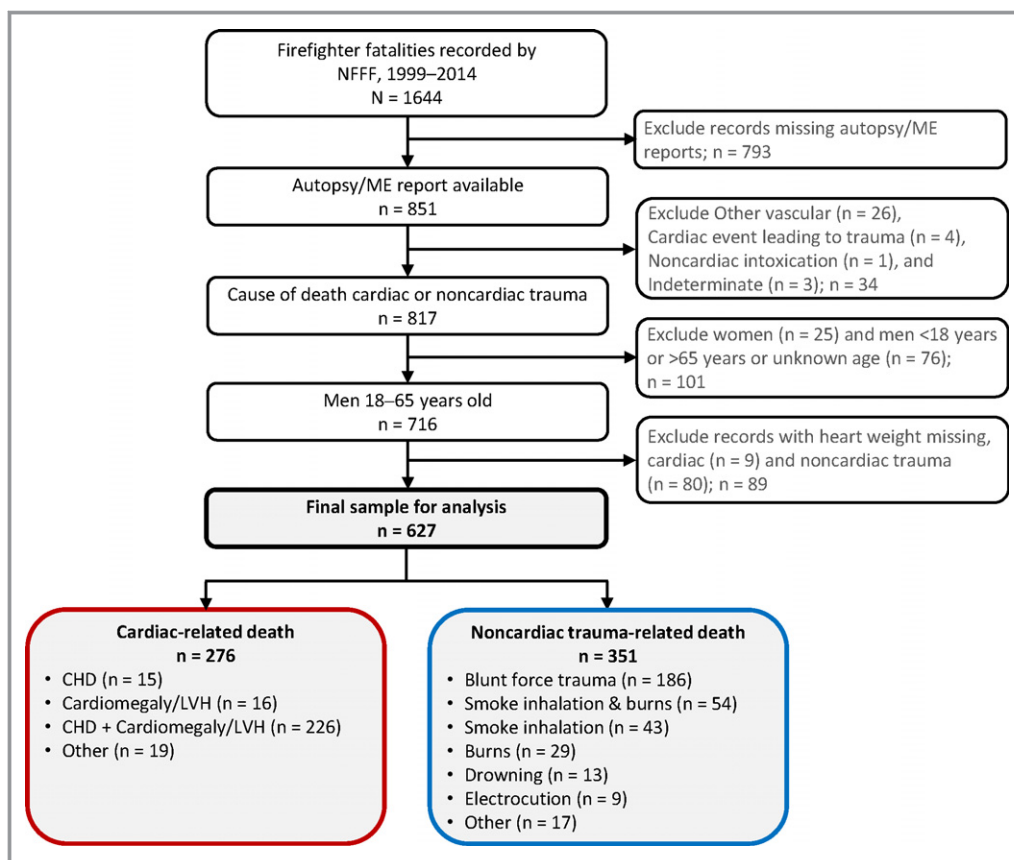 Firefighter fatalities recorded by
NFFF, 1999–2014
N = 1644
Exclude records missing autopsy/ME
reports; n = 793
Autopsy/ME report available
n = 851
Exclude Other vascular (n = 26),
Cardiac event leading to trauma (n = 4),
Noncardiac intoxication (n = 1), and
Indeterminate (n = 3); n = 34
Cause of death cardiac or noncardiac trauma
n = 817
Exclude women (n = 25) and men <18 years
or >65 years or unknown age (n = 76);
n = 101
Men 18–65 years old
n = 716
Exclude records with heart weight missing,
cardiac (n = 9) and noncardiac trauma
(n = 80); n = 89
Final sample for analysis
n = 627
Cardiac-related death
n = 276
• CHD (n = 15)
• Cardiomegaly/LVH (n = 16)
• CHD + Cardiomegaly/LVH (n = 226)
• Other (n = 19)
Noncardiac trauma-related death
n = 351
• Blunt force trauma (n = 186)
• Smoke inhalation & burns (n = 54)
• Smoke inhalation (n = 43)
• Burns (n = 29)
• Drowning (n = 13)
• Electrocution (n = 9)
• Other (n = 17)